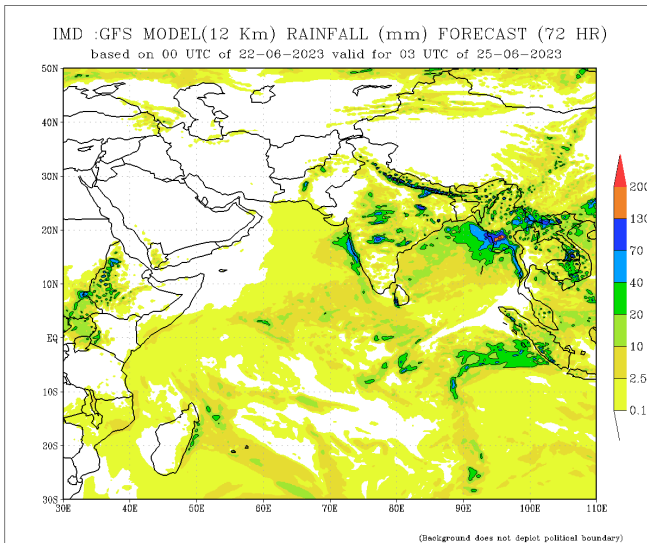 IMD :GFS MODEL(12 Km) RAINFALL (mm) FORECAST (72 HR)
based on 00 UTC of 22-06-2023 valid for 03 UTC of 25-06-2023
50N
40N
30N
20N
10N
EQ
10S
20S
30S
30E 40E 50E 60E 70E 80E 90E 100E 110E
200
130
70
40
20
10
2.5
0.1
(Background does not depict political boundary)